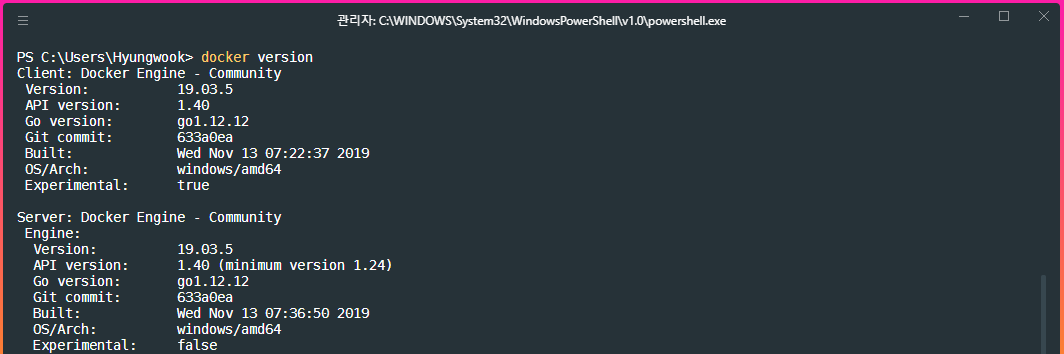 관리자: C:\WINDOWS\System32\WindowsPowerShell\v1.0\powershell.exe
PS C:\Users\Hyungwook> docker version
Client: Docker Engine - Community
 Version:           19.03.5
 API version:       1.40
 Go version:        go1.12.12
 Git commit:        633a0ea
 Built:             Wed Nov 13 07:22:37 2019
 OS/Arch:           windows/amd64
 Experimental:      true

Server: Docker Engine - Community
 Engine:
  Version:          19.03.5
  API version:      1.40 (minimum version 1.24)
  Go version:       go1.12.12
  Git commit:       633a0ea
  Built:            Wed Nov 13 07:36:50 2019
  OS/Arch:          windows/amd64
  Experimental:     false